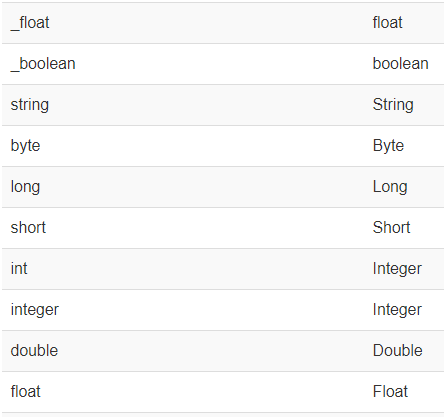 _float float
_boolean boolean
string String
byte Byte
long Long
short Short
int Integer
integer Integer
double Double
float Float